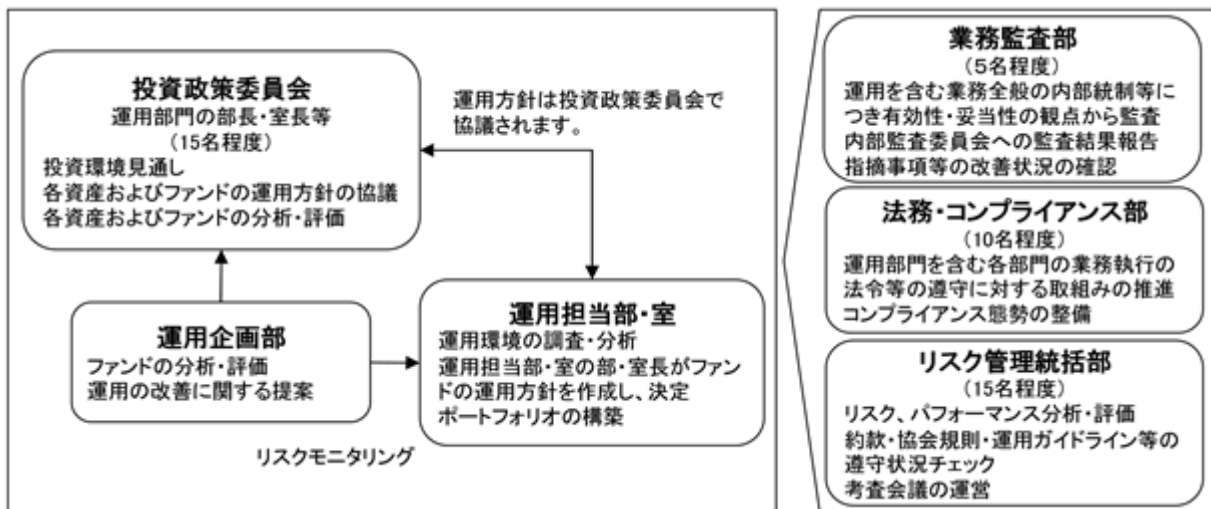 投資政策委員会
運用部門の部長・室長等
(15名程度)
投資環境見通し
各資産およびファンドの運用方針の協議
各資産およびファンドの分析・評価
運用方針は投資政策委員会で
協議されます。
運用企画部
ファンドの分析・評価
運用の改善に関する提案
運用担当部・室
運用環境の調査・分析
運用担当部・室の部・室長がファン
ドの運用方針を作成し、決定
ポートフォリオの構築
リスクモニタリング
業務監査部
(5名程度)
運用を含む業務全般の内部統制等に
つき有効性・妥当性の観点から監査
内部監査委員会への監査結果報告
指摘事項等の改善状況の確認
法務・コンプライアンス部
(10名程度)
運用部門を含む各部門の業務執行の
法令等の遵守に対する取組みの推進
コンプライアンス態勢の整備
リスク管理統括部
(15名程度)
リスク、パフォーマンス分析・評価
約款・協会規則・運用ガイドライン等の
遵守状況チェック
考査会議の運営